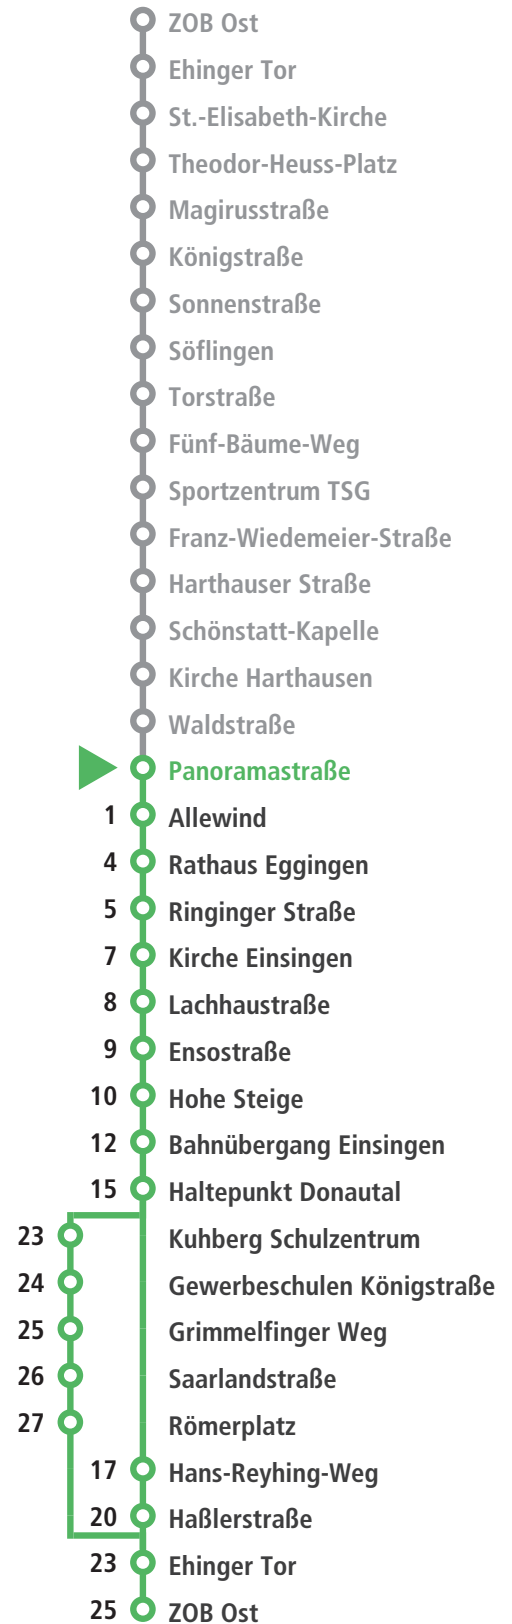 ZOB Ost
Ehinger Tor
St.-Elisabeth-Kirche
Theodor-Heuss-Platz
Magirusstraße
Königstraße
Sonnenstraße
Söflingen
Torstraße
Fünf-Bäume-Weg
Sportzentrum TSG
Franz-Wiedemeier-Straße
Harthauser Straße
Schönstatt-Kapelle
Kirche Harthausen
Waldstraße
Panoramastraße
1 Allewind
4 Rathaus Eggingen
5 Ringinger Straße
7 Kirche Einsingen
8 Lachhaustraße
9 Ensostraße
10 Hohe Steige
12 Bahnübergang Einsingen
15 Haltepunkt Donautal
23 Kuhberg Schulzentrum
24 Gewerbeschulen Königstraße
25 Grimmelfinger Weg
26 Saarlandstraße
27 Römerplatz
17 Hans-Reyhing-Weg
20 Haßlerstraße
23 Ehinger Tor
25 ZOB Ost